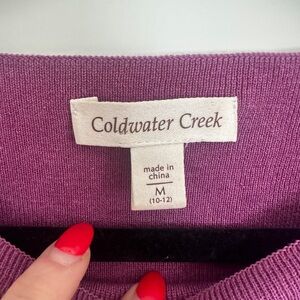 Coldwater Creek
made in
china
M
(10-12)